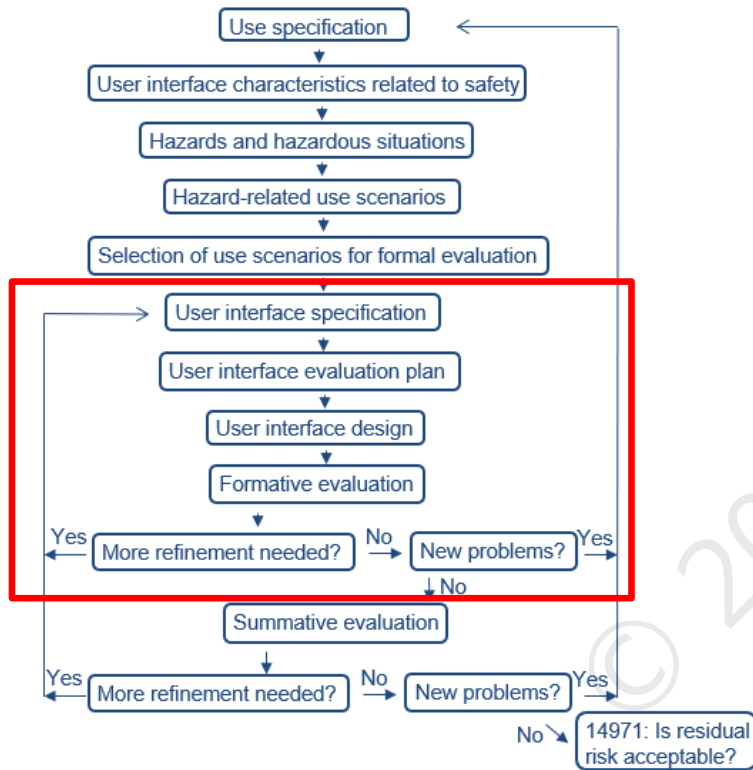 Use specification
User interface characteristics related to safety
Hazards and hazardous situations
Hazard-related use scenarios
Selection of use scenarios for formal evaluation
User interface specification
User interface evaluation plan
User interface design
Formative evaluation
Yes More refinement needed? No New problems? Yes
No
Summative evaluation
Yes More refinement needed? No New problems? Yes
No 14971: Is residual
risk acceptable?
© 20